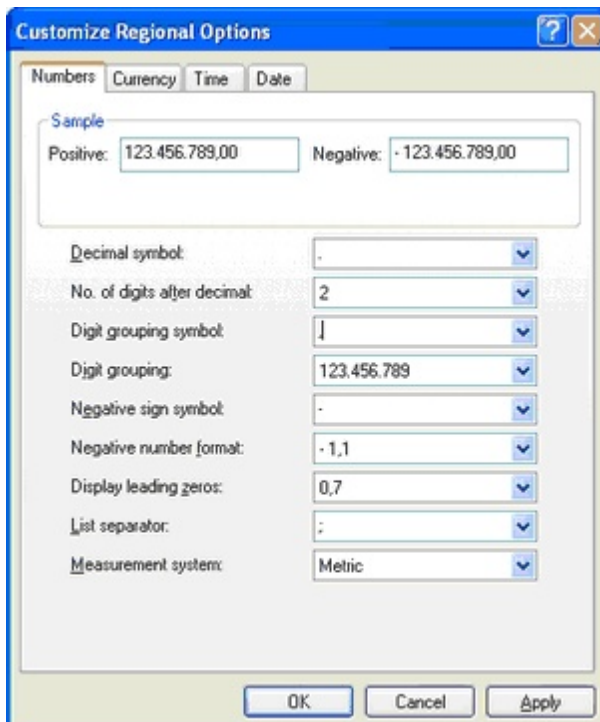 Customize Regional Options
Numbers Currency Time Date
Sample
Positive: 123.456.789,00 Negative: - 123.456.789,00
Decimal symbol: .
No. of digits after decimal: 2
Digit grouping symbol: .
Digit grouping: 123.456.789
Negative sign symbol: -
Negative number format: - 1,1
Display leading zeros: 0,7
List separator: ;
Measurement system: Metric
OK Cancel Apply